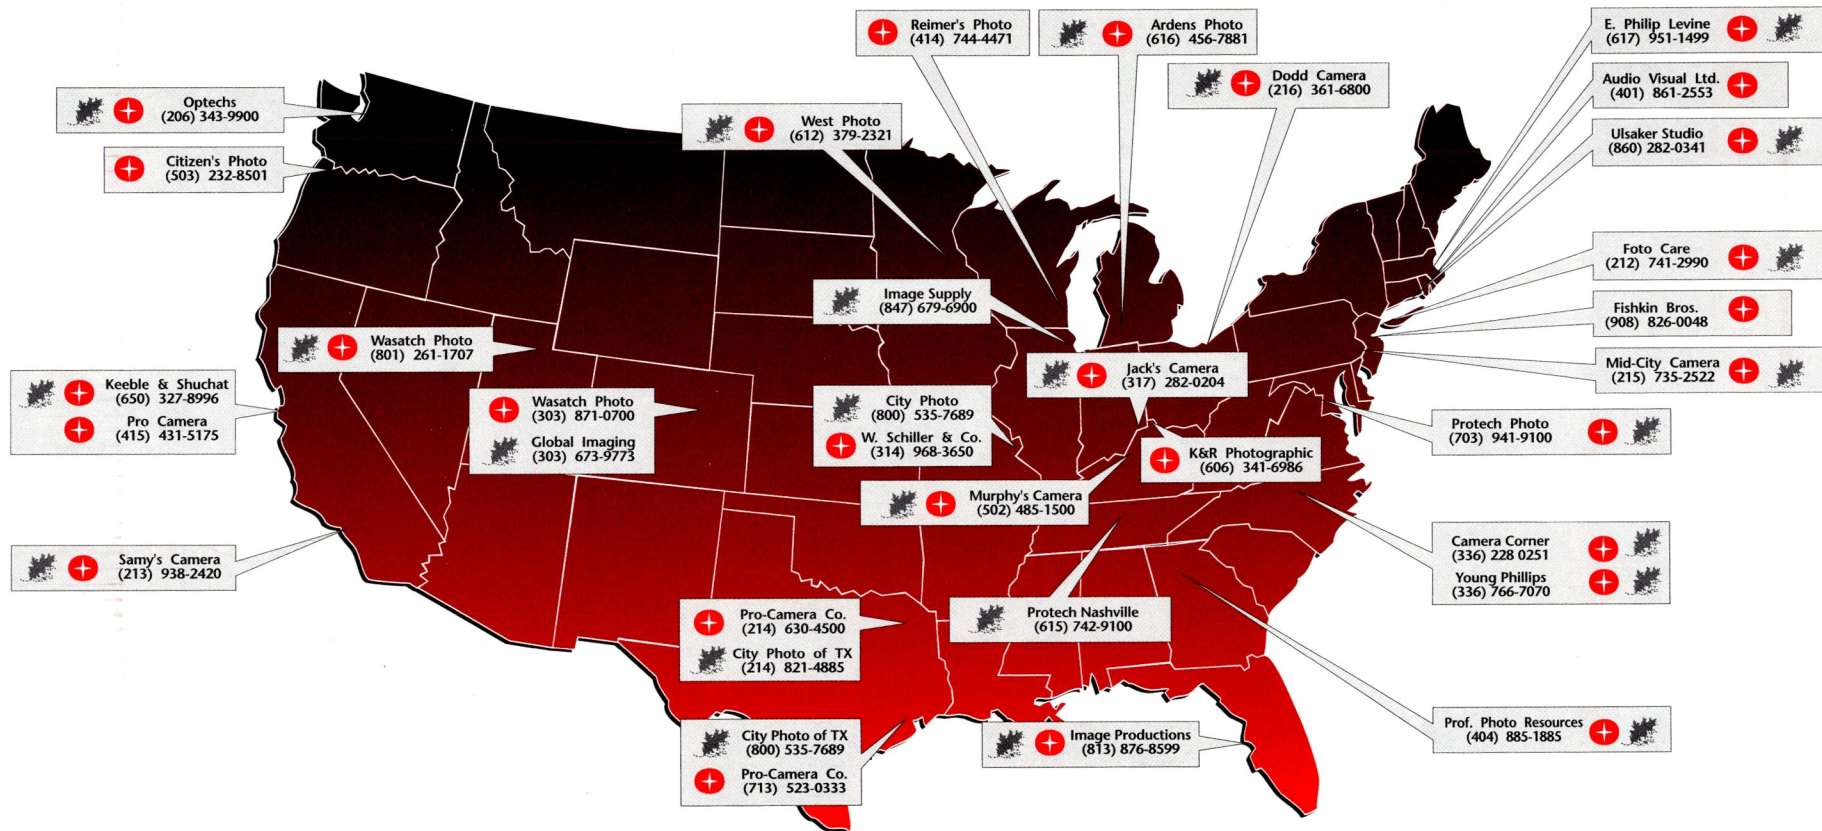 Reimer's Photo
(414) 744-4471
Ardens Photo
(616) 456-7881
E. Philip Levine
(617) 951-1499
Dodd Camera
(216) 361-6800
Audio Visual Ltd.
(401) 861-2553
Optechs
(206) 343-9900
West Photo
(612) 379-2321
Ulsaker Studio
(860) 282-0341
Citizen's Photo
(503) 232-8501
Foto Care
(212) 741-2990
Image Supply
(847) 679-6900
Fishkin Bros.
(908) 826-0048
Wasatch Photo
(801) 261-1707
Jack's Camera
(317) 282-0204
Mid-City Camera
(215) 735-2522
Keeble & Shuchat
(650) 327-8996
Pro Camera
(415) 431-5175
Wasatch Photo
(303) 871-0700
Global Imaging
(303) 673-9773
City Photo
(800) 535-7689
W. Schiller & Co.
(314) 968-3650
Protech Photo
(703) 941-9100
K&R Photographic
(606) 341-6986
Murphy's Camera
(502) 485-1500
Samy's Camera
(213) 938-2420
Camera Corner
(336) 228 0251
Young Phillips
(336) 766-7070
Pro-Camera Co.
(214) 630-4500
City Photo of TX
(214) 821-4885
Protech Nashville
(615) 742-9100
City Photo of TX
(800) 535-7689
Pro-Camera Co.
(713) 523-0333
Image Productions
(813) 876-8599
Prof. Photo Resources
(404) 885-1885